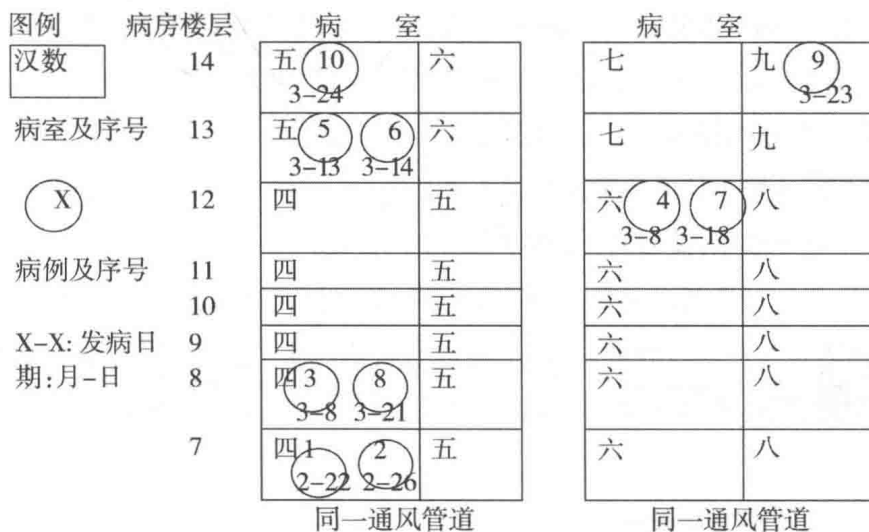 图例 病房楼层 病 室 病 室
汉数 14 五 10 六 七 九 9
3-24 3-23
病室及序号 13 五 5 6 六 七 九
3-13 3-14
X 12 四 五 六 4 7 八
3-8 3-18
病例及序号 11 四 五 六 八
10 四 五 六 八
X-X: 发病日 9 四 五 六 八
期:月-日 8 四 3 8 五 六 八
3-8 3-21
7 四 1 2 五 六 八
2-22 2-26
同一通风管道 同一通风管道